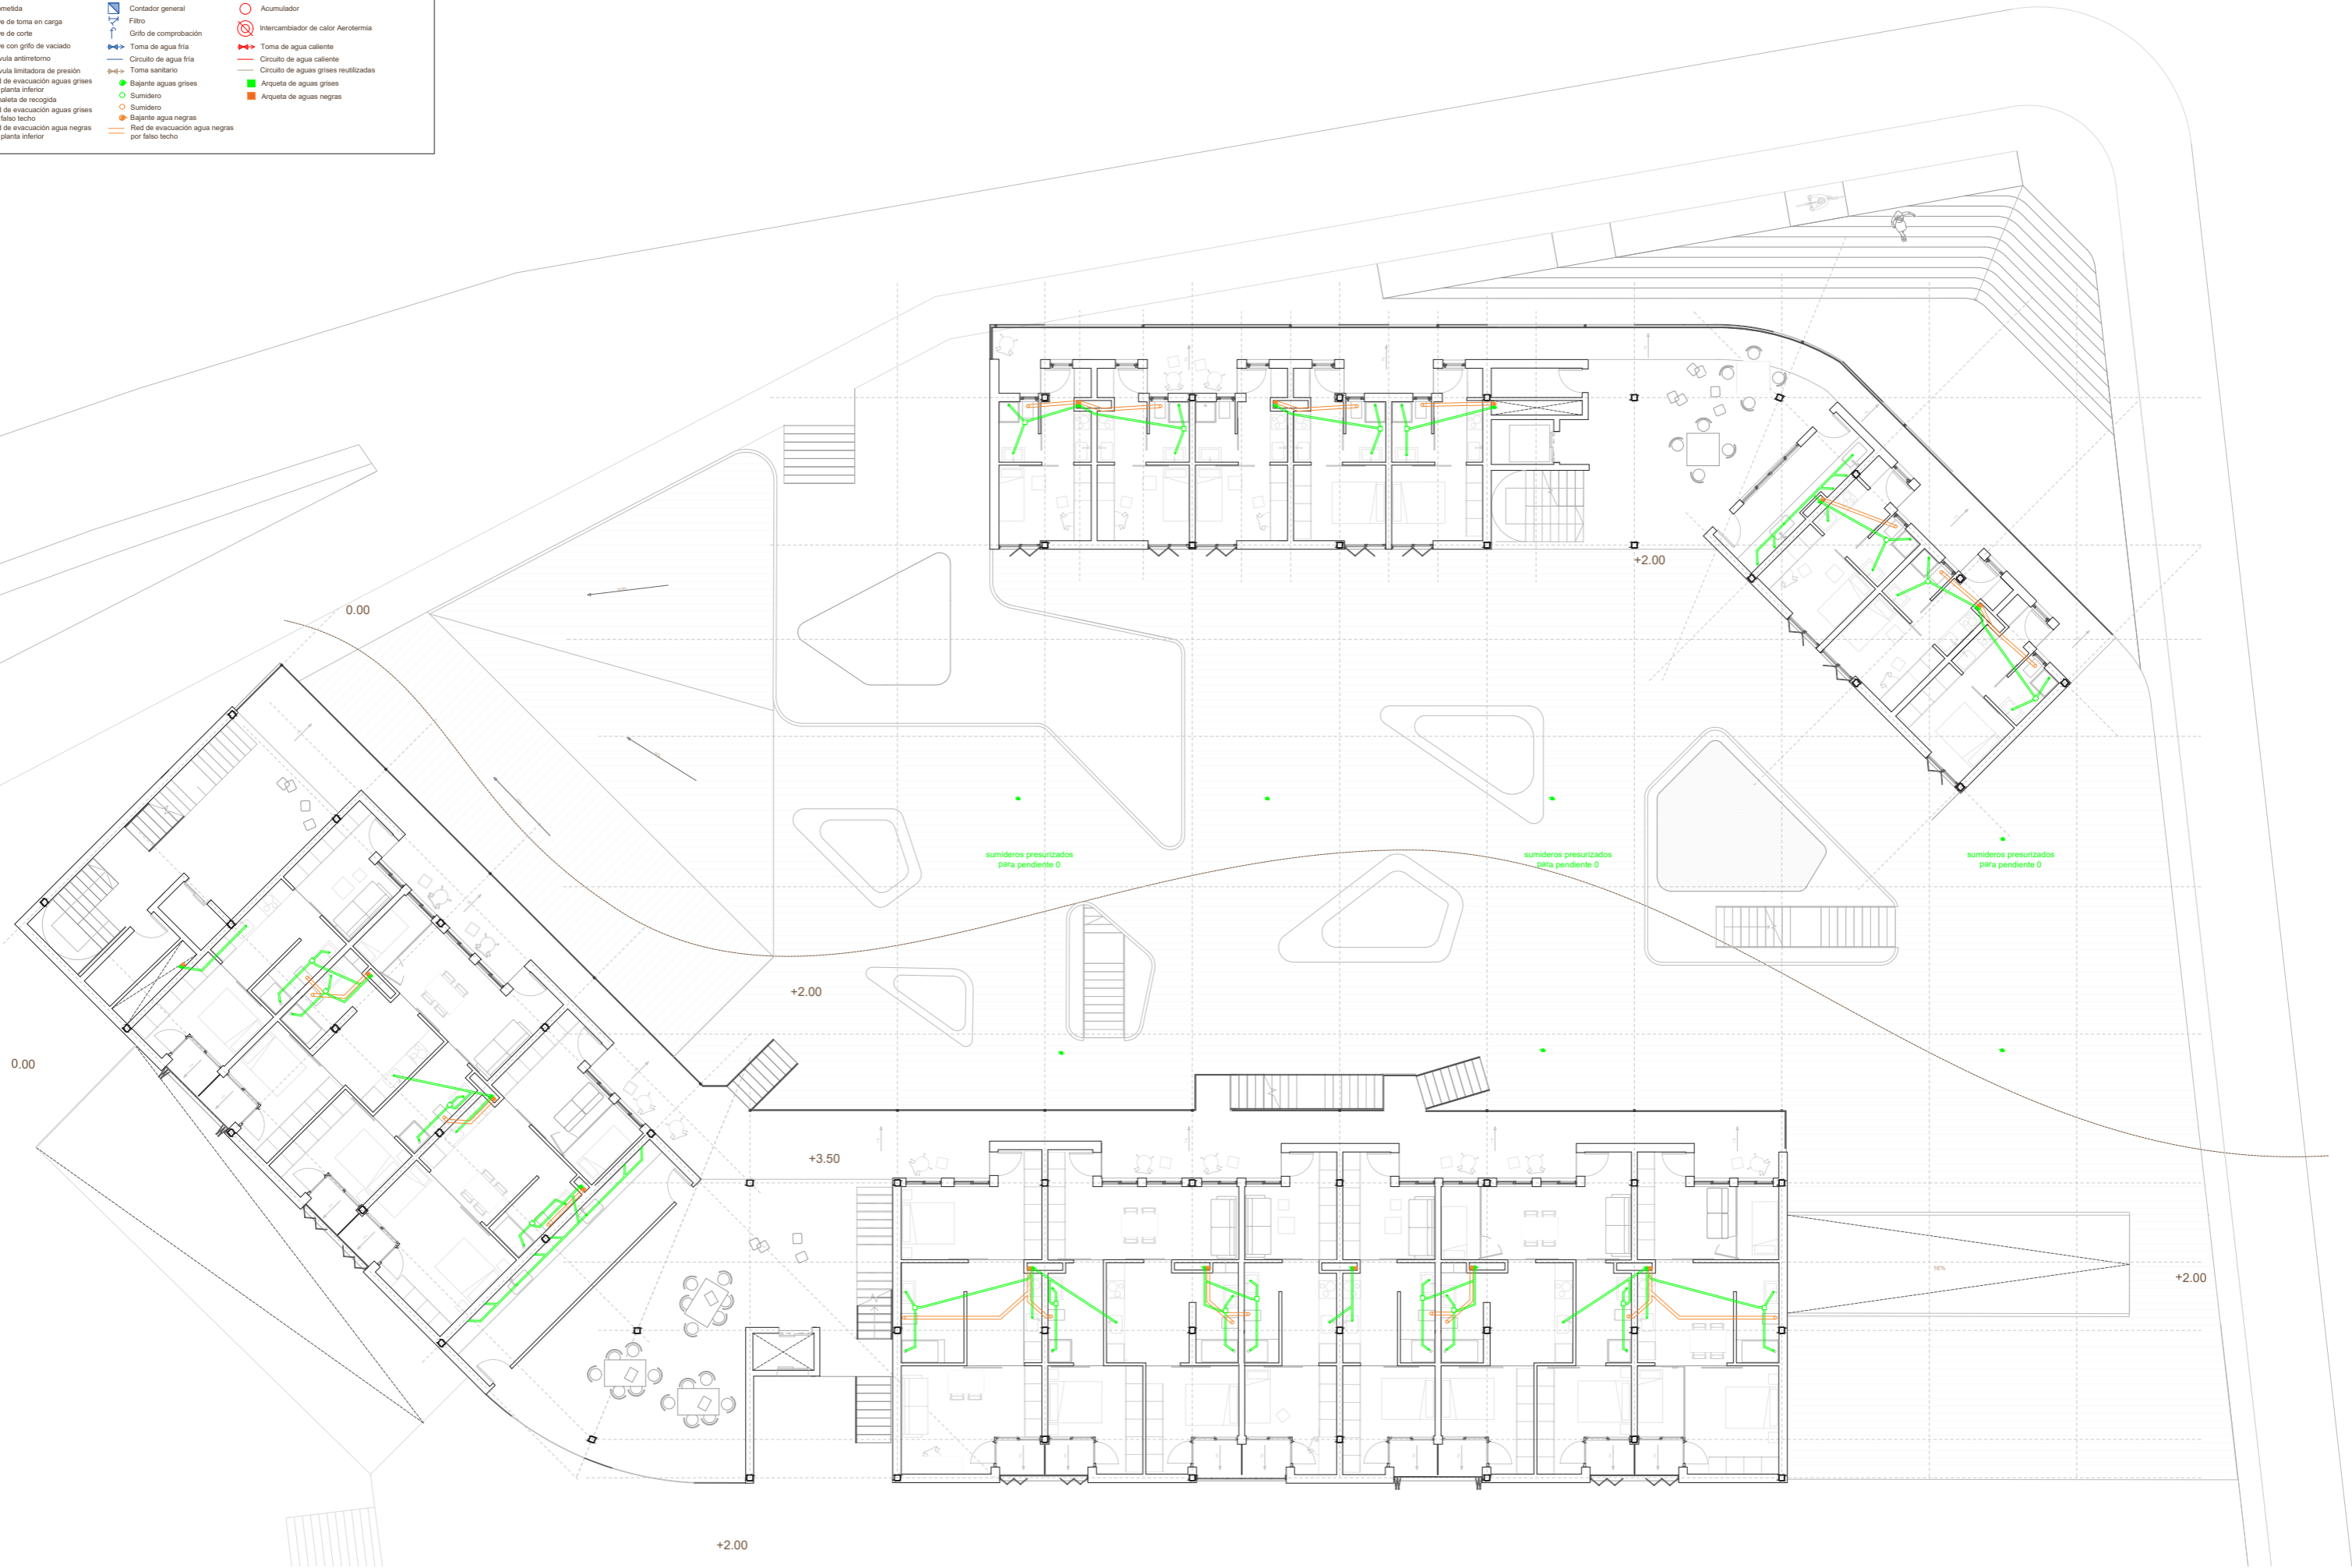 Contador general
Acumulador
Filtro
Intercambiador de calor Aerotermia
de toma en carga
de corte
Grifo de comprobación
con grifo de vaciado
Toma de agua fría
Toma de agua caliente
antirretorno
Circuito de agua fría
Circuito de agua caliente
limitadora de presión
Toma sanitario
Circuito de aguas grises reutilizadas
de evacuación aguas grises
planta inferior
Bajante aguas grises
Arqueta de aguas grises
de recogida
Sumidero
Arqueta de aguas negras
de evacuación aguas grises
falso techo
Sumidero
Bajante agua negras
de evacuación agua negras
planta inferior
Red de evacuación agua negras
por falso techo
+2.00
0.00
sumideros presurizados
para pendiente 0
sumideros presurizados
para pendiente 0
sumideros presurizados
para pendiente 0
+2.00
0.00
+3.50
16%
+2.00
+2.00